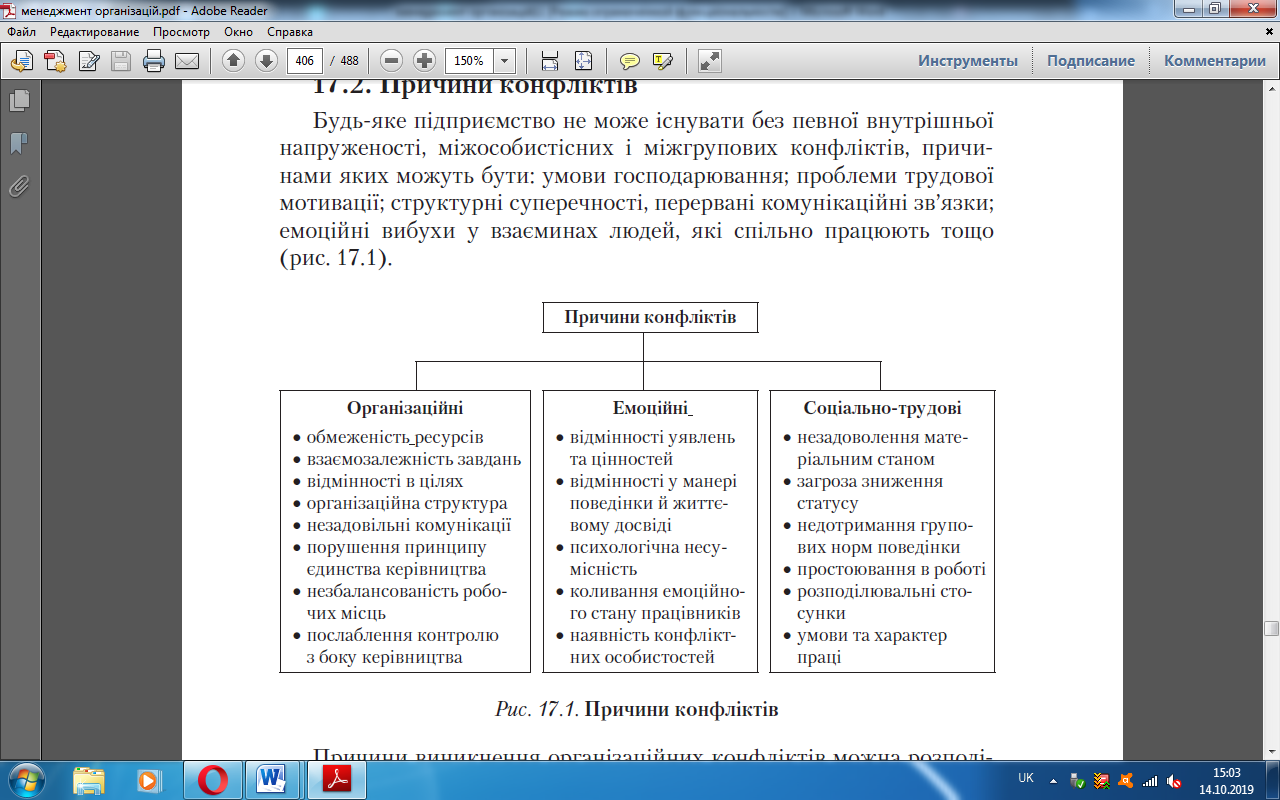 менеджмент організацій.pdf - Adobe Reader
Файл Редактирование Просмотр Окно Справка
406 / 488 150% Инструменты Подписание Комментарии
17.2. Причини конфліктів
Будь-яке підприємство не може існувати без певної внутрішньої
напруженості, міжособистісних і міжгрупових конфліктів, причи-
нами яких можуть бути: умови господарювання; проблеми трудової
мотивації; структурні суперечності, перервані комунікаційні зв’язки;
емоційні вибухи у взаєминах людей, які спільно працюють тощо
(рис. 17.1).
Причини конфліктів
Організаційні
• обмеженість ресурсів
• взаємозалежність завдань
• відмінності в цілях
• організаційна структура
• незадовільні комунікації
• порушення принципу
єдинства керівництва
• незбалансованість робо-
чих місць
• послаблення контролю
з боку керівництва
Емоційні
• відмінності уявлень
та цінностей
• відмінності у манері
поведінки й життє-
вому досвіді
• психологічна несу-
місність
• коливання емоційно-
го стану працівників
• наявність конфлікт-
них особистостей
Соціально-трудові
• незадоволення мате-
ріальним станом
• загроза зниження
статусу
• недотримання групо-
вих норм поведінки
• простоювання в роботі
• розподілювальні сто-
сунки
• умови та характер
праці
Рис. 17.1. Причини конфліктів
Причини виникнення організаційних конфліктів можна розподі-
UK 15:03
14.10.2019